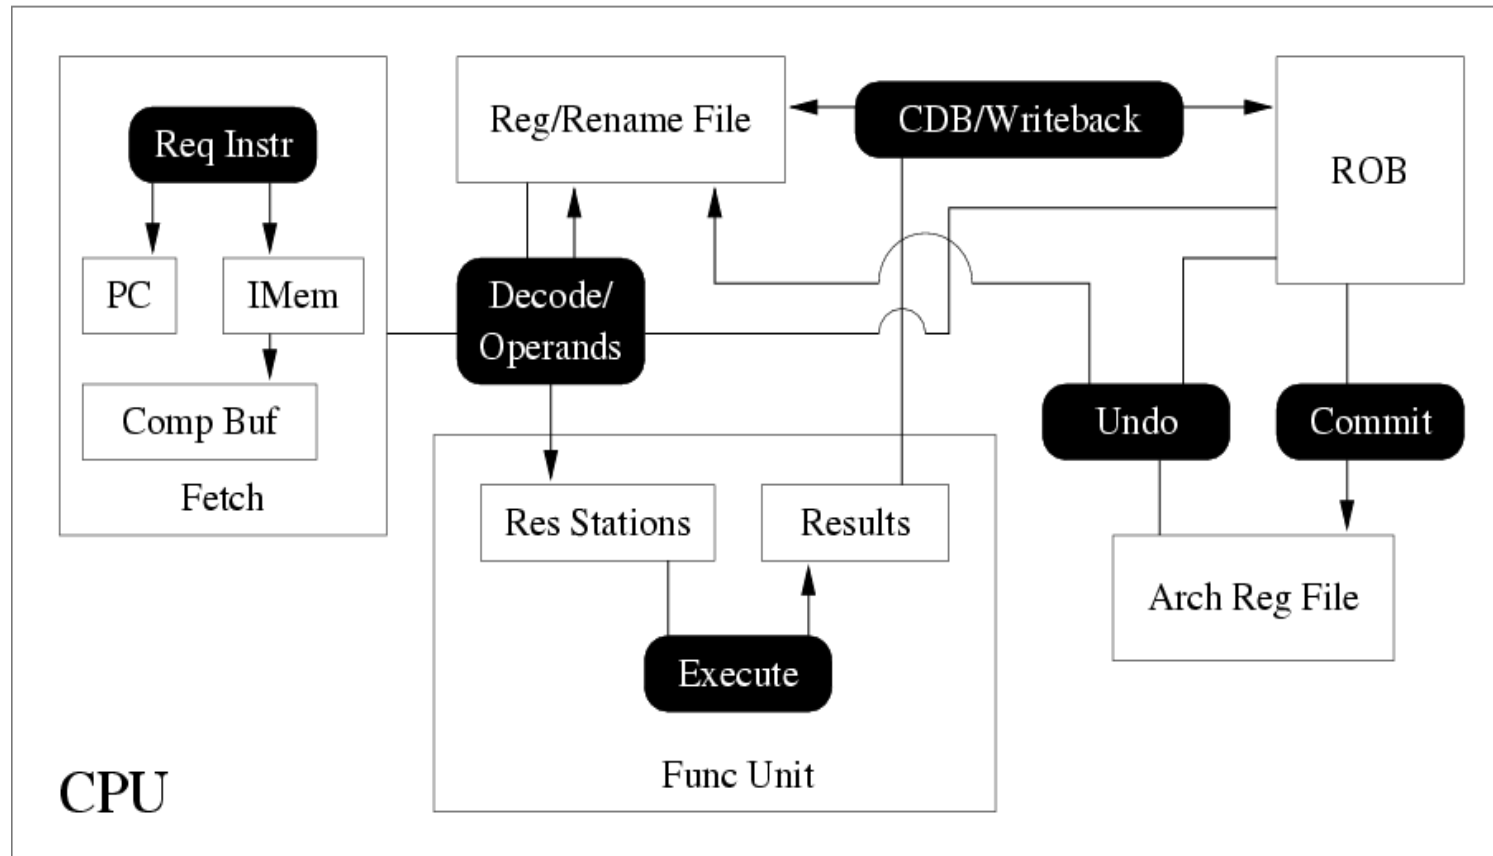 Req Instr
PC
IMem
Comp Buf
Fetch
Reg/Rename File
CDB/Writeback
ROB
Decode/
Operands
Undo
Commit
Res Stations
Results
Arch Reg File
Execute
Func Unit
CPU